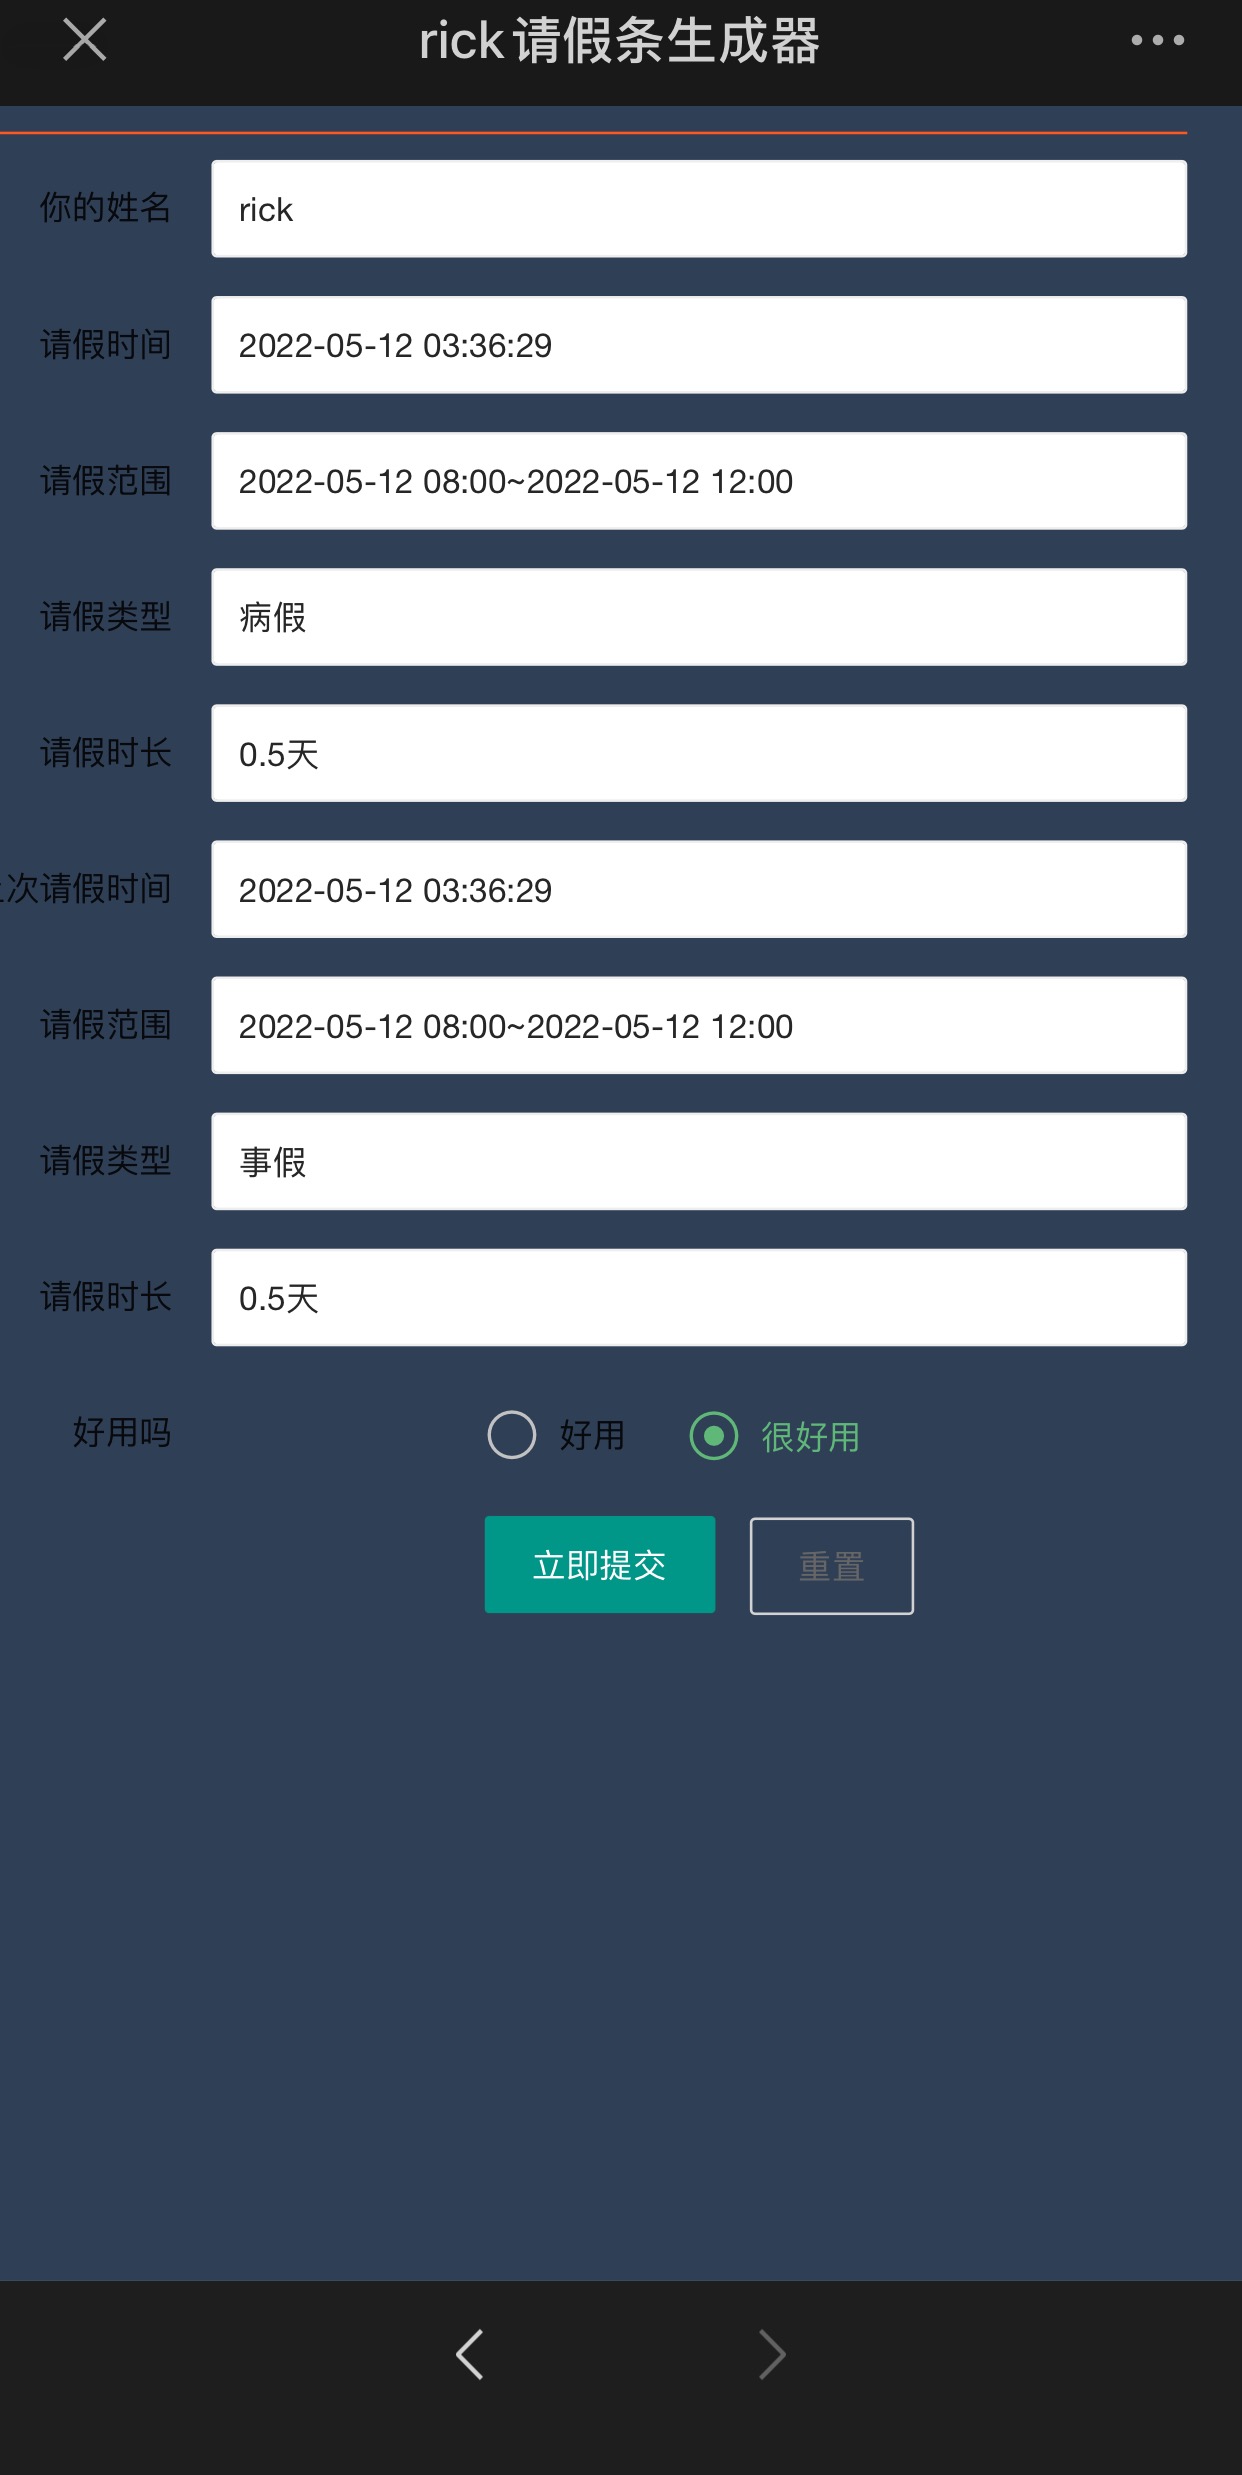 rick请假条生成器
你的姓名 rick
请假时间 2022-05-12 03:36:29
请假范围 2022-05-12 08:00~2022-05-12 12:00
请假类型 病假
请假时长 0.5天
次请假时间 2022-05-12 03:36:29
请假范围 2022-05-12 08:00~2022-05-12 12:00
请假类型 事假
请假时长 0.5天
好用吗 好用 很好用
立即提交 重置